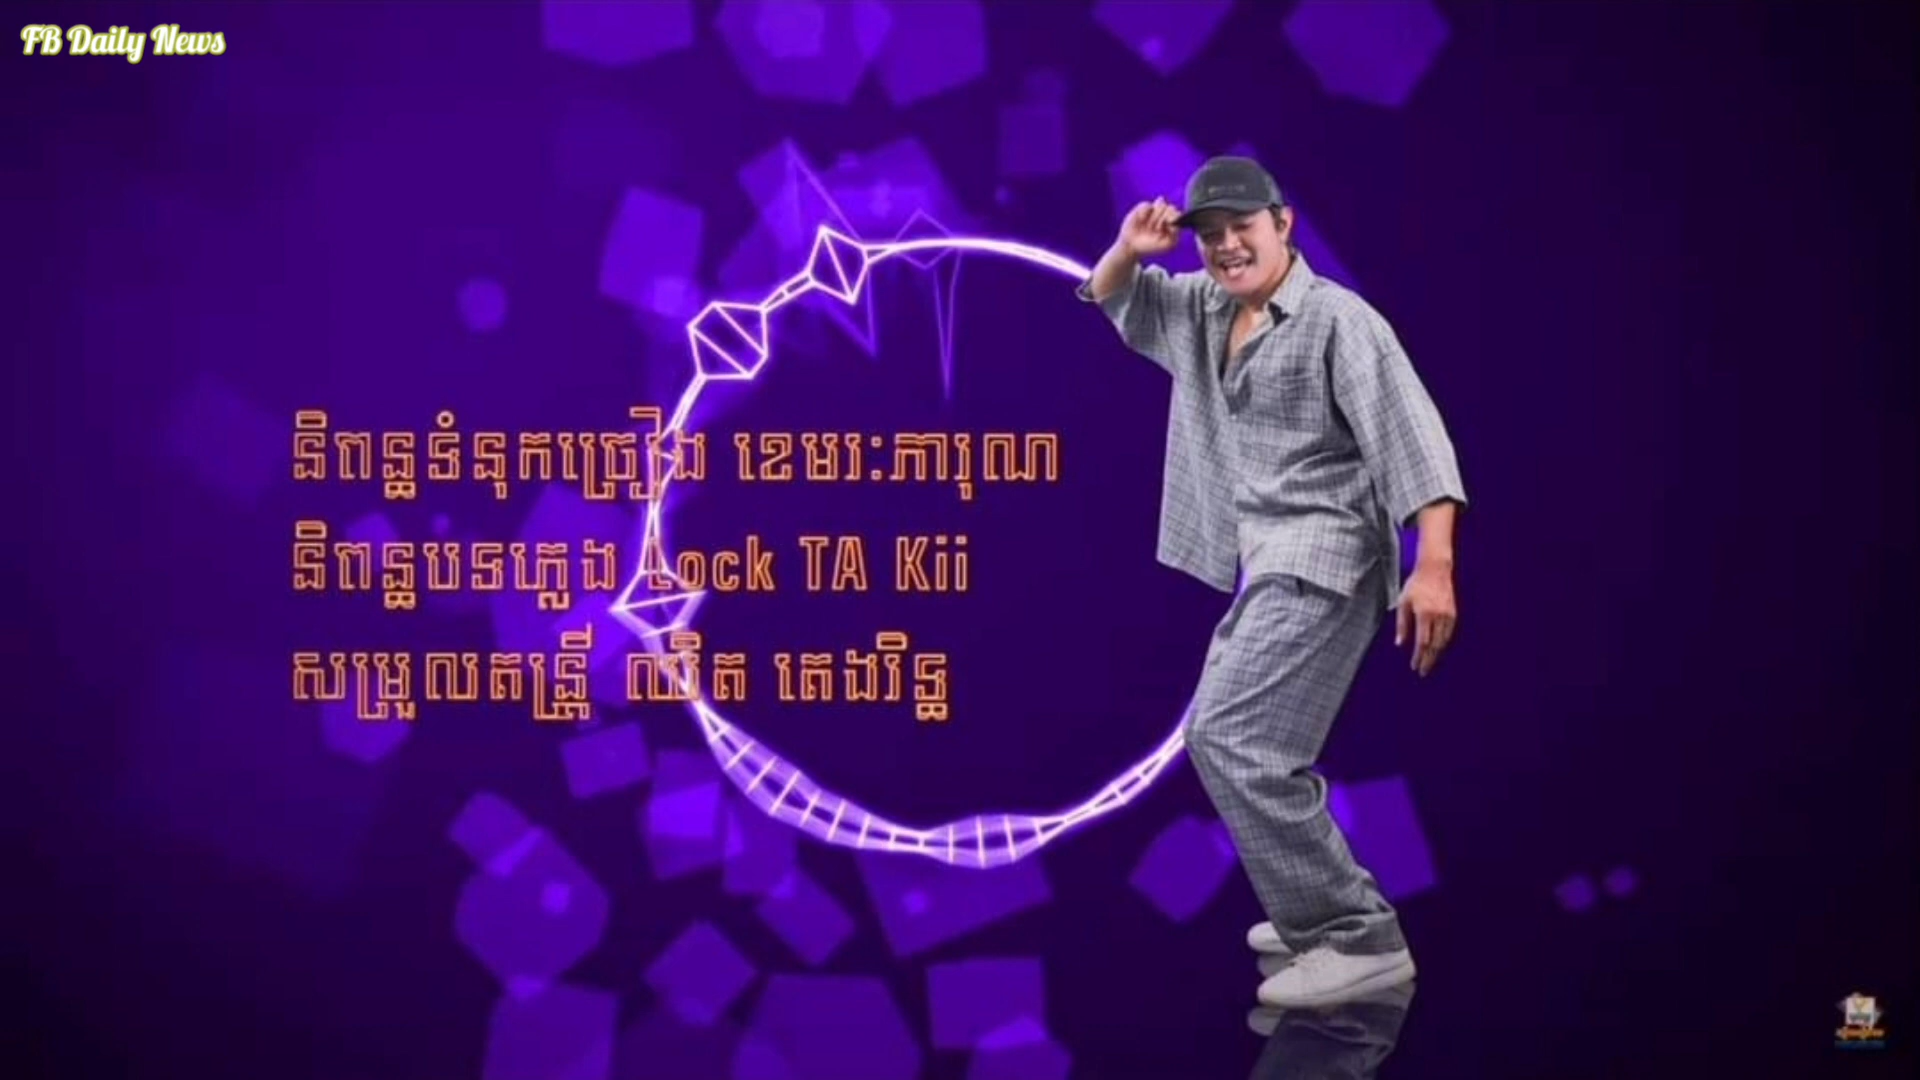 FB Daily News
និពន្ធទំនុកច្រៀង ខេមរៈភារុណ
និពន្ធបទភ្លេង Lock TA Kii
សម្រួលតន្ត្រី ឈិត តេងរិទ្ធ